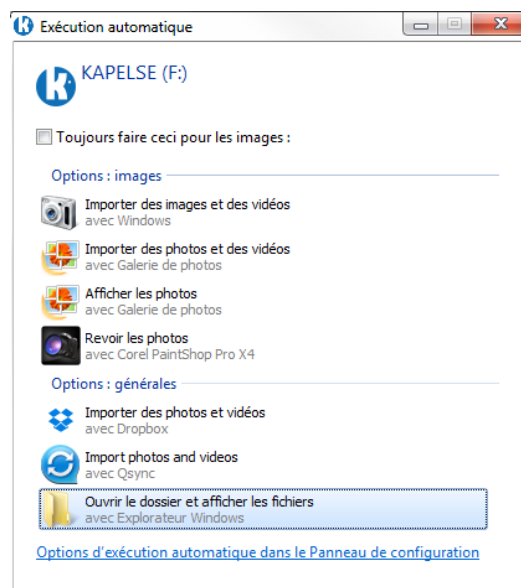 Exécution automatique
KAPELSE (F:)
Toujours faire ceci pour les images :
Options : images
Importer des images et des vidéos
avec Windows
Importer des photos et des vidéos
avec Galerie de photos
Afficher les photos
avec Galerie de photos
Revoir les photos
avec Corel PaintShop Pro X4
Options : générales
Importer des photos et vidéos
avec Dropbox
Import photos and videos
avec Qsync
Ouvrir le dossier et afficher les fichiers
avec Explorateur Windows
Options d'exécution automatique dans le Panneau de configuration